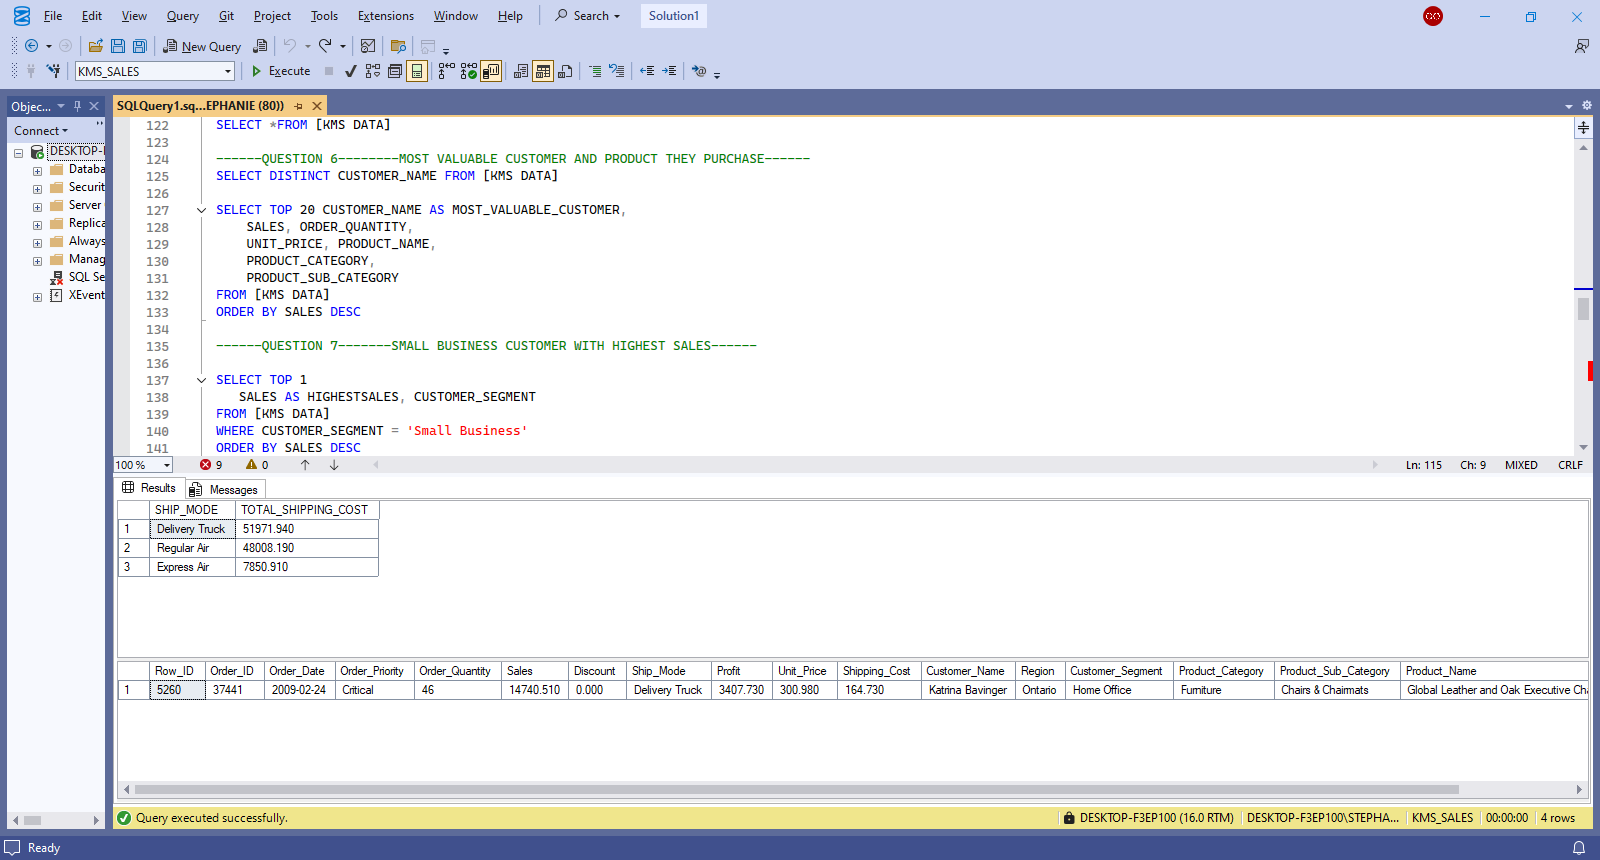 File Edit View Query Git Project Tools Extensions Window Help Search Solution1
New Query
KMS_SALES Execute
Objec... SQLQuery1.sq...EPHANIE (80))
Connect
DESKTOP-F
Databa
Securit
Server
Replica
Always
Manag
SQL Se
XEvent
122 SELECT *FROM [KMS DATA]
123
124 ------QUESTION 6--------MOST VALUABLE CUSTOMER AND PRODUCT THEY PURCHASE------
125 SELECT DISTINCT CUSTOMER_NAME FROM [KMS DATA]
126
127 SELECT TOP 20 CUSTOMER_NAME AS MOST_VALUABLE_CUSTOMER,
128 SALES, ORDER_QUANTITY,
129 UNIT_PRICE, PRODUCT_NAME,
130 PRODUCT_CATEGORY,
131 PRODUCT_SUB_CATEGORY
132 FROM [KMS DATA]
133 ORDER BY SALES DESC
134
135 ------QUESTION 7-------SMALL BUSINESS CUSTOMER WITH HIGHEST SALES------
136
137 SELECT TOP 1
138 SALES AS HIGHESTSALES, CUSTOMER_SEGMENT
139 FROM [KMS DATA]
140 WHERE CUSTOMER_SEGMENT = 'Small Business'
141 ORDER BY SALES DESC
100 % 9 0 Ln: 115 Ch: 9 MIXED CRLF
Results Messages
SHIP_MODE TOTAL_SHIPPING_COST
1 Delivery Truck 51971.940
2 Regular Air 48008.190
3 Express Air 7850.910
Row_ID Order_ID Order_Date Order_Priority Order_Quantity Sales Discount Ship_Mode Profit Unit_Price Shipping_Cost Customer_Name Region Customer_Segment Product_Category Product_Sub_Category Product_Name
1 5260 37441 2009-02-24 Critical 46 14740.510 0.000 Delivery Truck 3407.730 300.980 164.730 Katrina Bavinger Ontario Home Office Furniture Chairs & Chairmats Global Leather and Oak Executive Cha
Query executed successfully. DESKTOP-F3EP100 (16.0 RTM) DESKTOP-F3EP100\STEPHA... KMS_SALES 00:00:00 4 rows
Ready